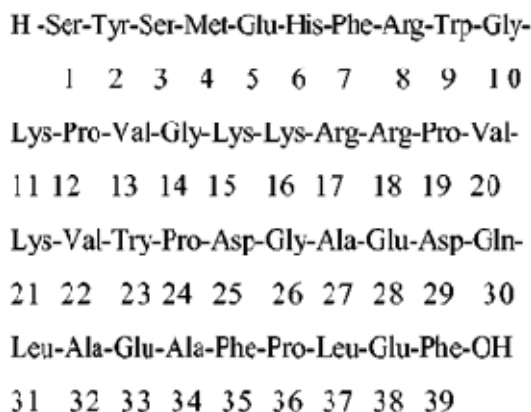 H -Ser-Tyr-Ser-Met-Glu-His-Phe-Arg-Trp-Gly-
1 2 3 4 5 6 7 8 9 10
Lys-Pro-Val-Gly-Lys-Lys-Arg-Arg-Pro-Val-
11 12 13 14 15 16 17 18 19 20
Lys-Val-Try-Pro-Asp-Gly-Ala-Glu-Asp-Gln-
21 22 23 24 25 26 27 28 29 30
Leu-Ala-Glu-Ala-Phe-Pro-Leu-Glu-Phe-OH
31 32 33 34 35 36 37 38 39